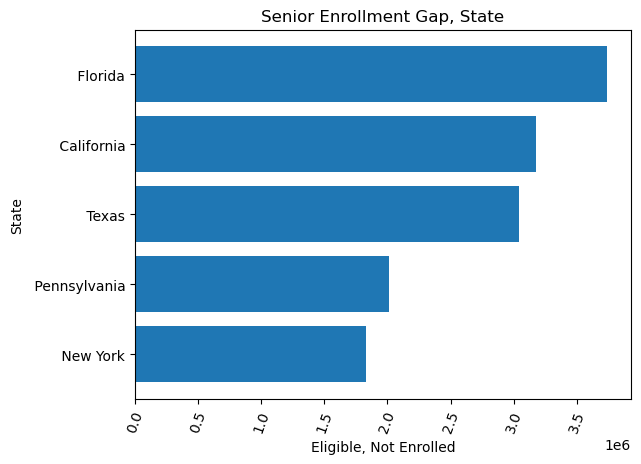 Senior Enrollment Gap, State
State
Florida
California
Texas
Pennsylvania
New York
0.0 0.5 1.0 1.5 2.0 2.5 3.0 3.5
1e6
Eligible, Not Enrolled